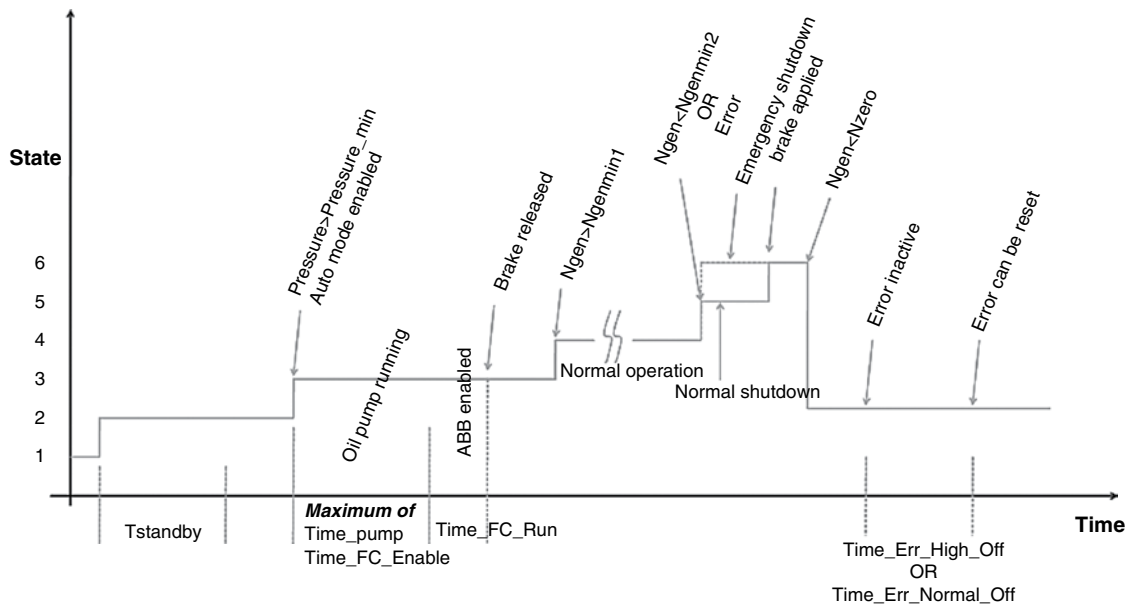 State
6
5
4
3
2
1
Pressure>Pressure_min
Auto mode enabled
Oil pump running
ABB enabled
Brake released
Ngen>Ngenmin1
Normal operation
Ngen<Ngenmin2
OR
Error
Normal shutdown
Emergency shutdown
brake applied
Ngen<Nzero
Error inactive
Error can be reset
Time
Tstandby
Maximum of
Time_pump
Time_FC_Enable
Time_FC_Run
Time_Err_High_Off
OR
Time_Err_Normal_Off